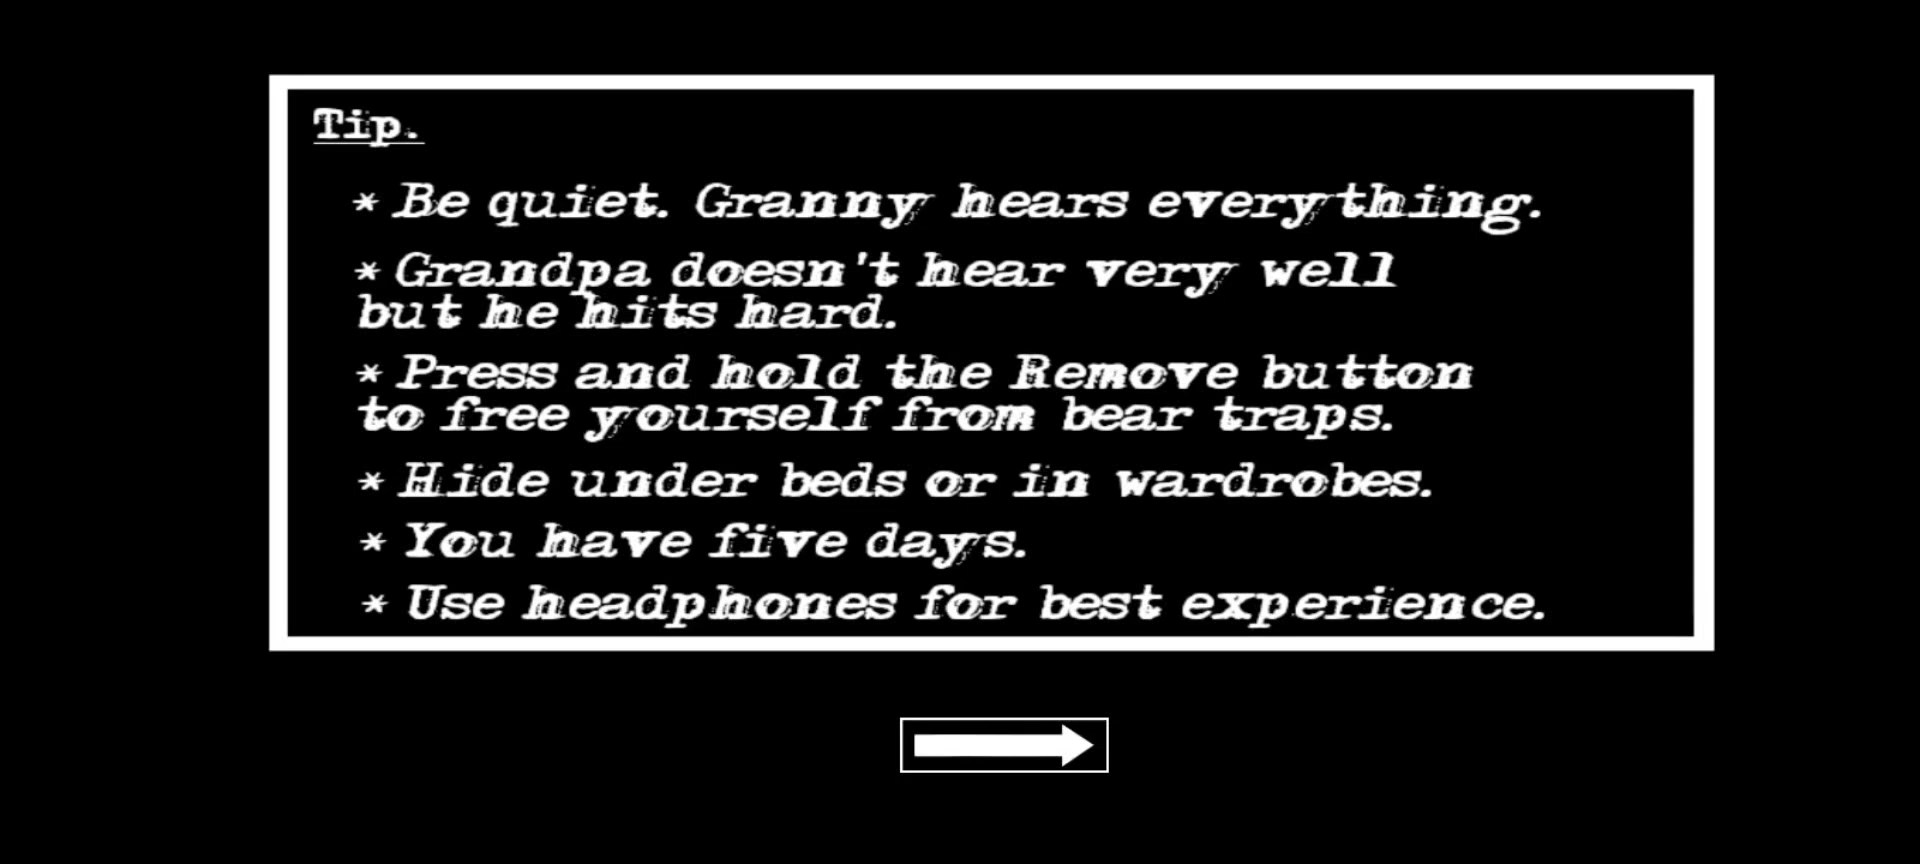 Tip.
* Be quiet. Granny hears everything.
* Grandpa doesn't hear very well
but he hits hard.
* Press and hold the Remove button
to free yourself from bear traps.
* Hide under beds or in wardrobes.
* You have five days.
* Use headphones for best experience.